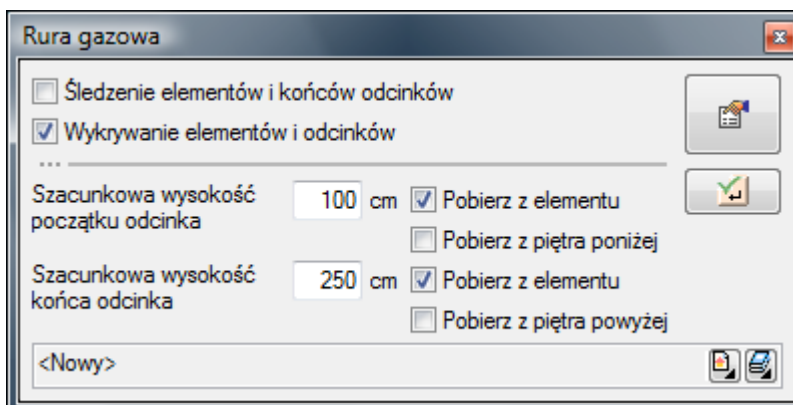 Rura gazowa
Śledzenie elementów i końców odcinków
Wykrywanie elementów i odcinków
Szacunkowa wysokość
początku odcinka
100 cm
Pobierz z elementu
Pobierz z piętra poniżej
Szacunkowa wysokość
końca odcinka
250 cm
Pobierz z elementu
Pobierz z piętra powyżej
<Nowy>